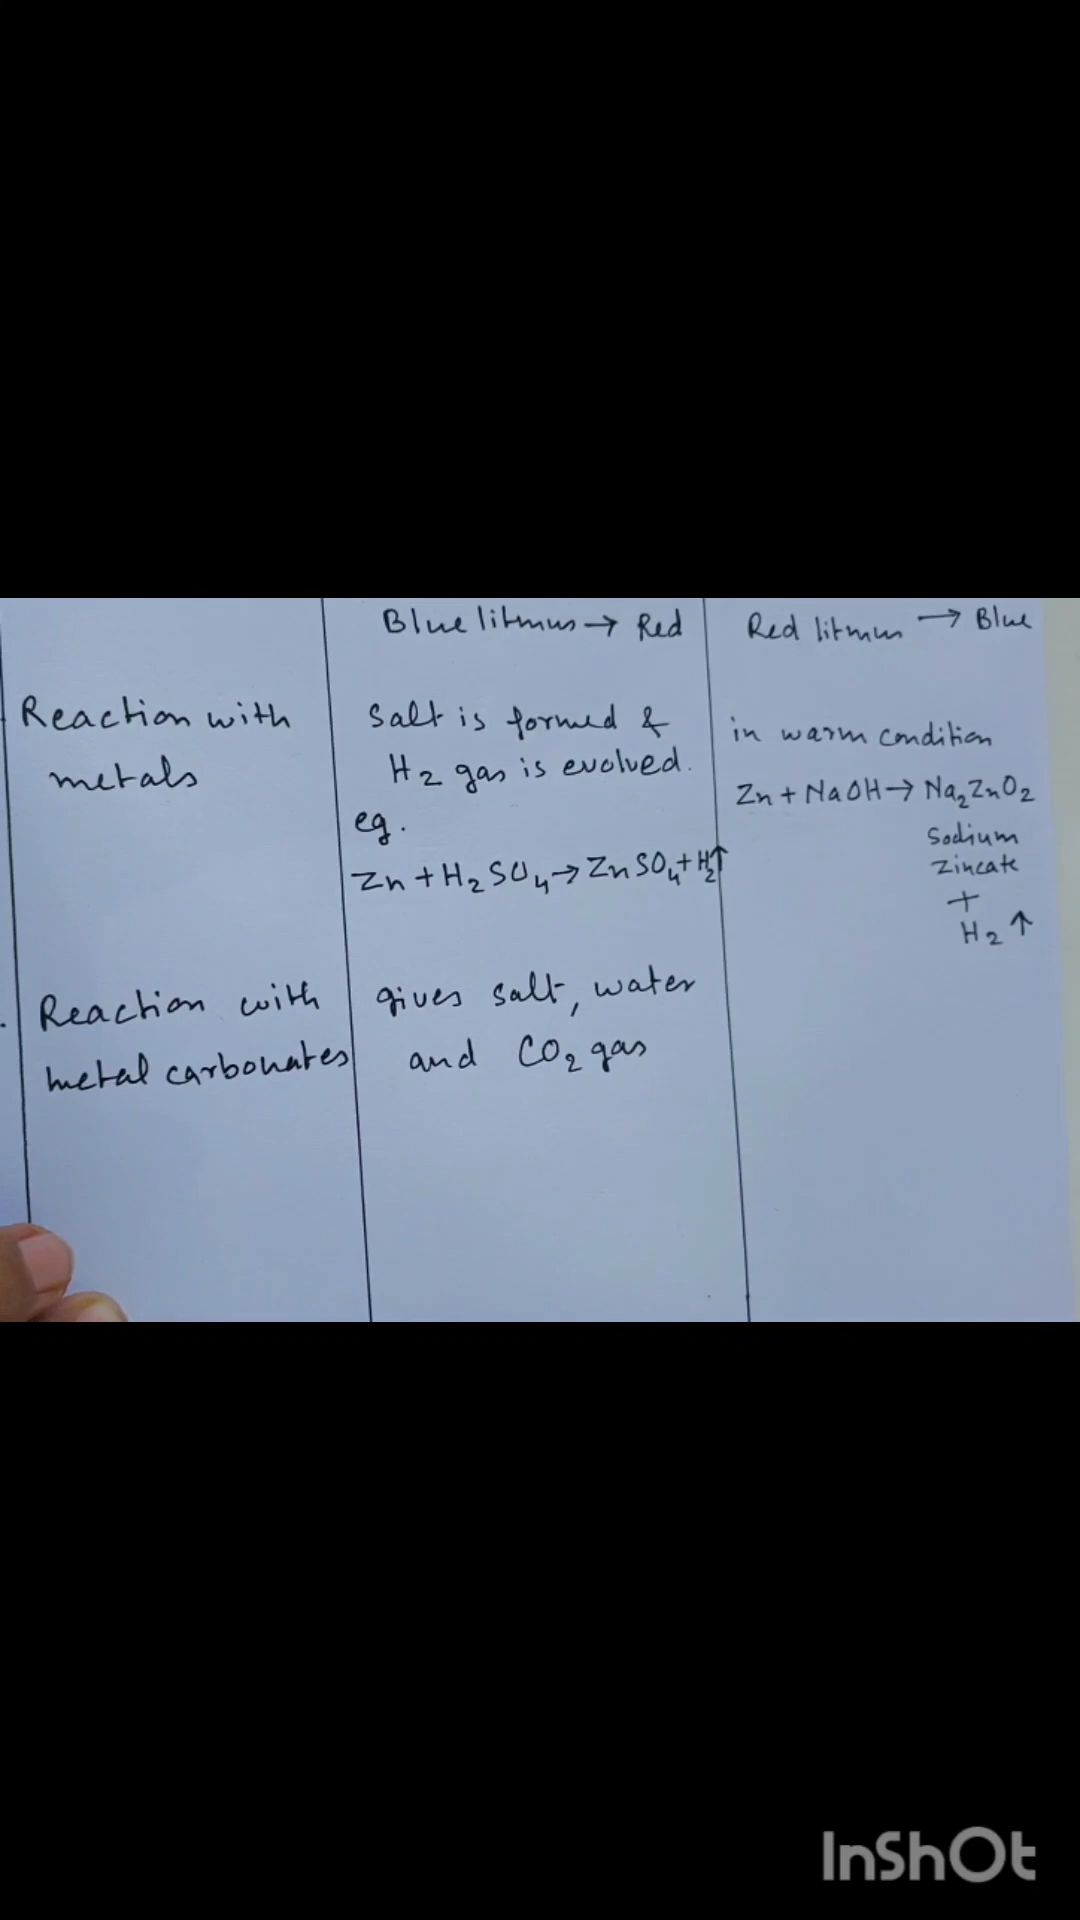 Blue litmus → Red
Red litmus → Blue
Reaction with
metals
Salt is formed &
H2 gas is evolved.
eg.
Zn + H2SO4 → ZnSO4 + H2↑
in warm condition
Zn + NaOH → Na2ZnO2
Sodium
Zincate
+
H2 ↑
Reaction with
metal carbonates
gives salt, water
and CO2 gas
InShOt